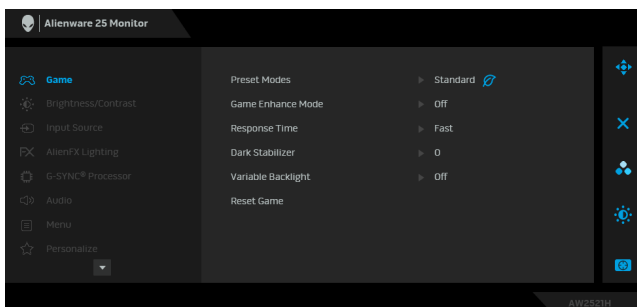 Alienware 25 Monitor
Game
Brightness/Contrast
Input Source
AlienFX Lighting
G-SYNC® Processor
Audio
Menu
Personalize
Preset Modes Standard
Game Enhance Mode Off
Response Time Fast
Dark Stabilizer 0
Variable Backlight Off
Reset Game
AW2521H